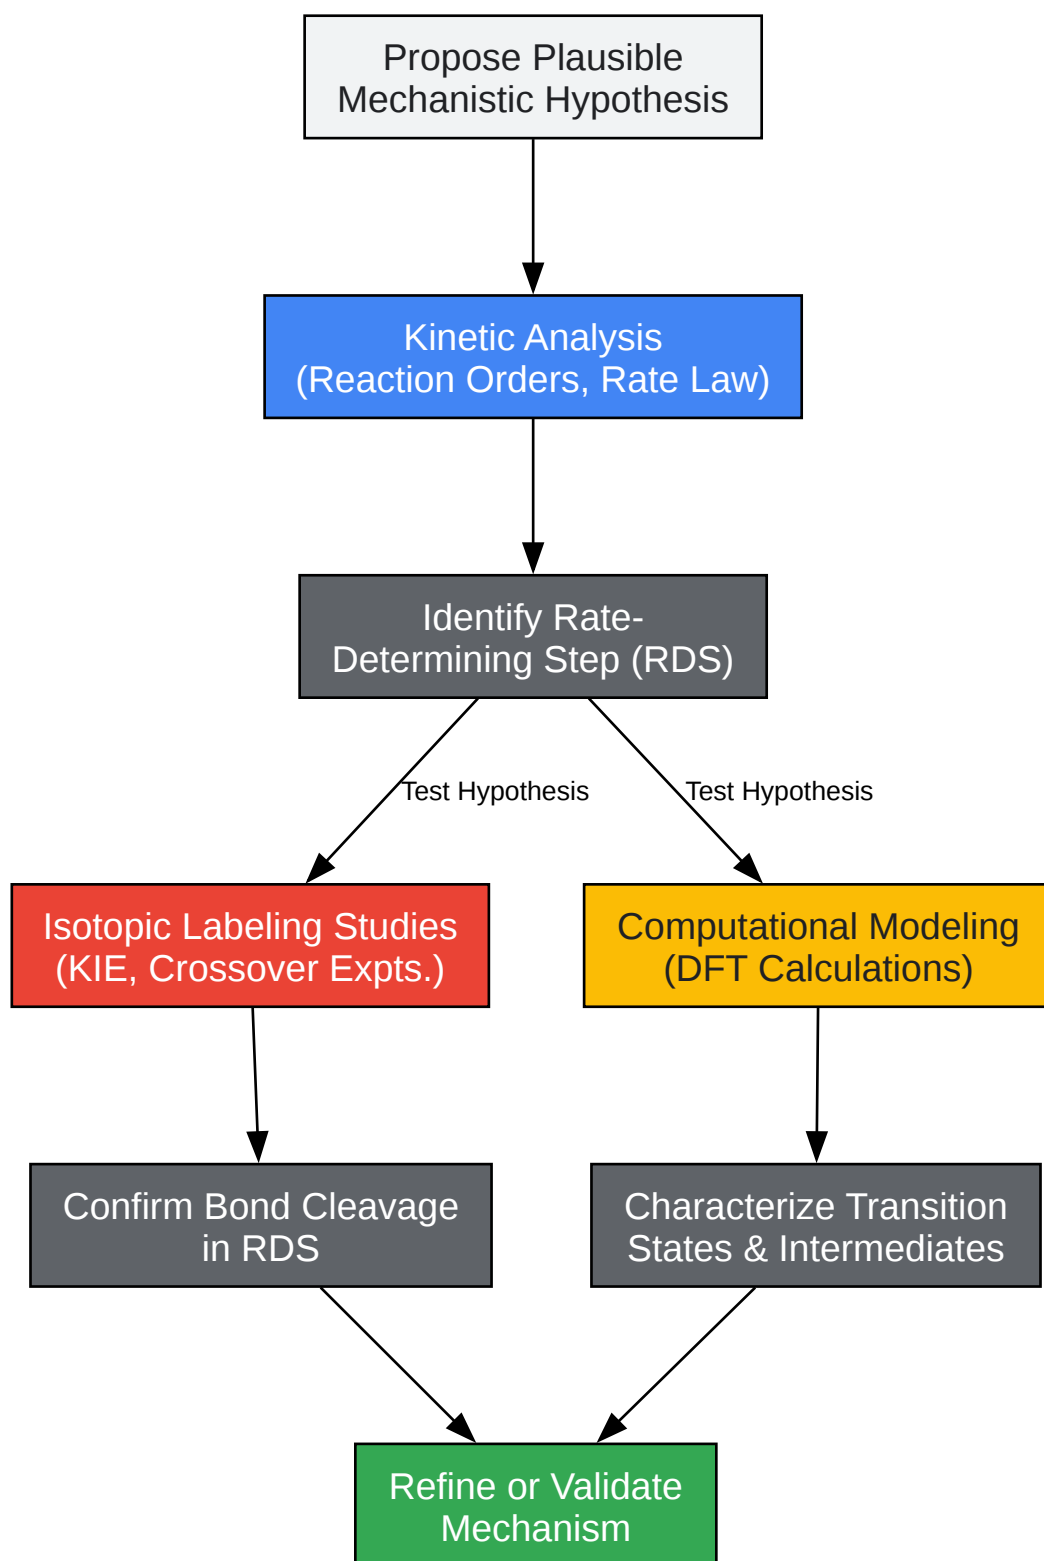 Propose Plausible
Mechanistic Hypothesis
Kinetic Analysis
(Reaction Orders, Rate Law)
Identify Rate-
Determining Step (RDS)
Test Hypothesis
Test Hypothesis
Isotopic Labeling Studies
(KIE, Crossover Expts.)
Computational Modeling
(DFT Calculations)
Confirm Bond Cleavage
in RDS
Characterize Transition
States & Intermediates
Refine or Validate
Mechanism